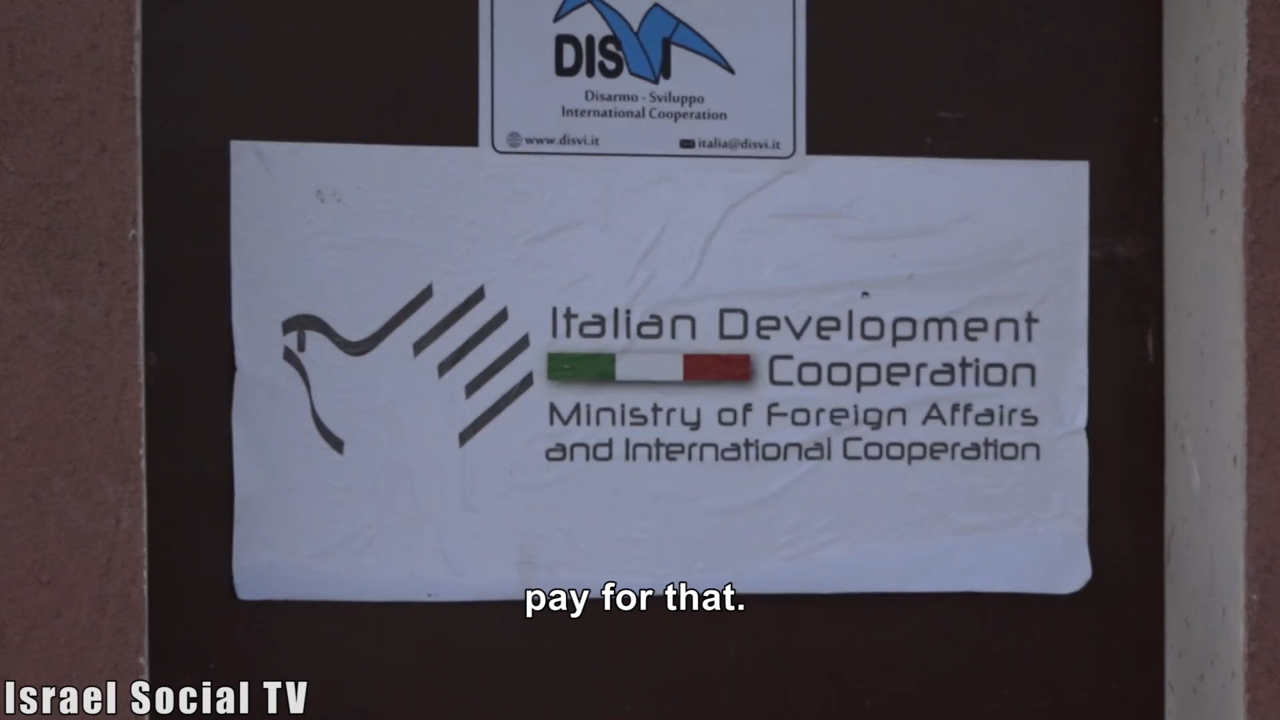 DISVI
Disarmo - Sviluppo
International Cooperation
www.disvi.it
italia@disvi.it
Italian Development
Cooperation
Ministry of Foreign Affairs
and International Cooperation
pay for that.
Israel Social TV